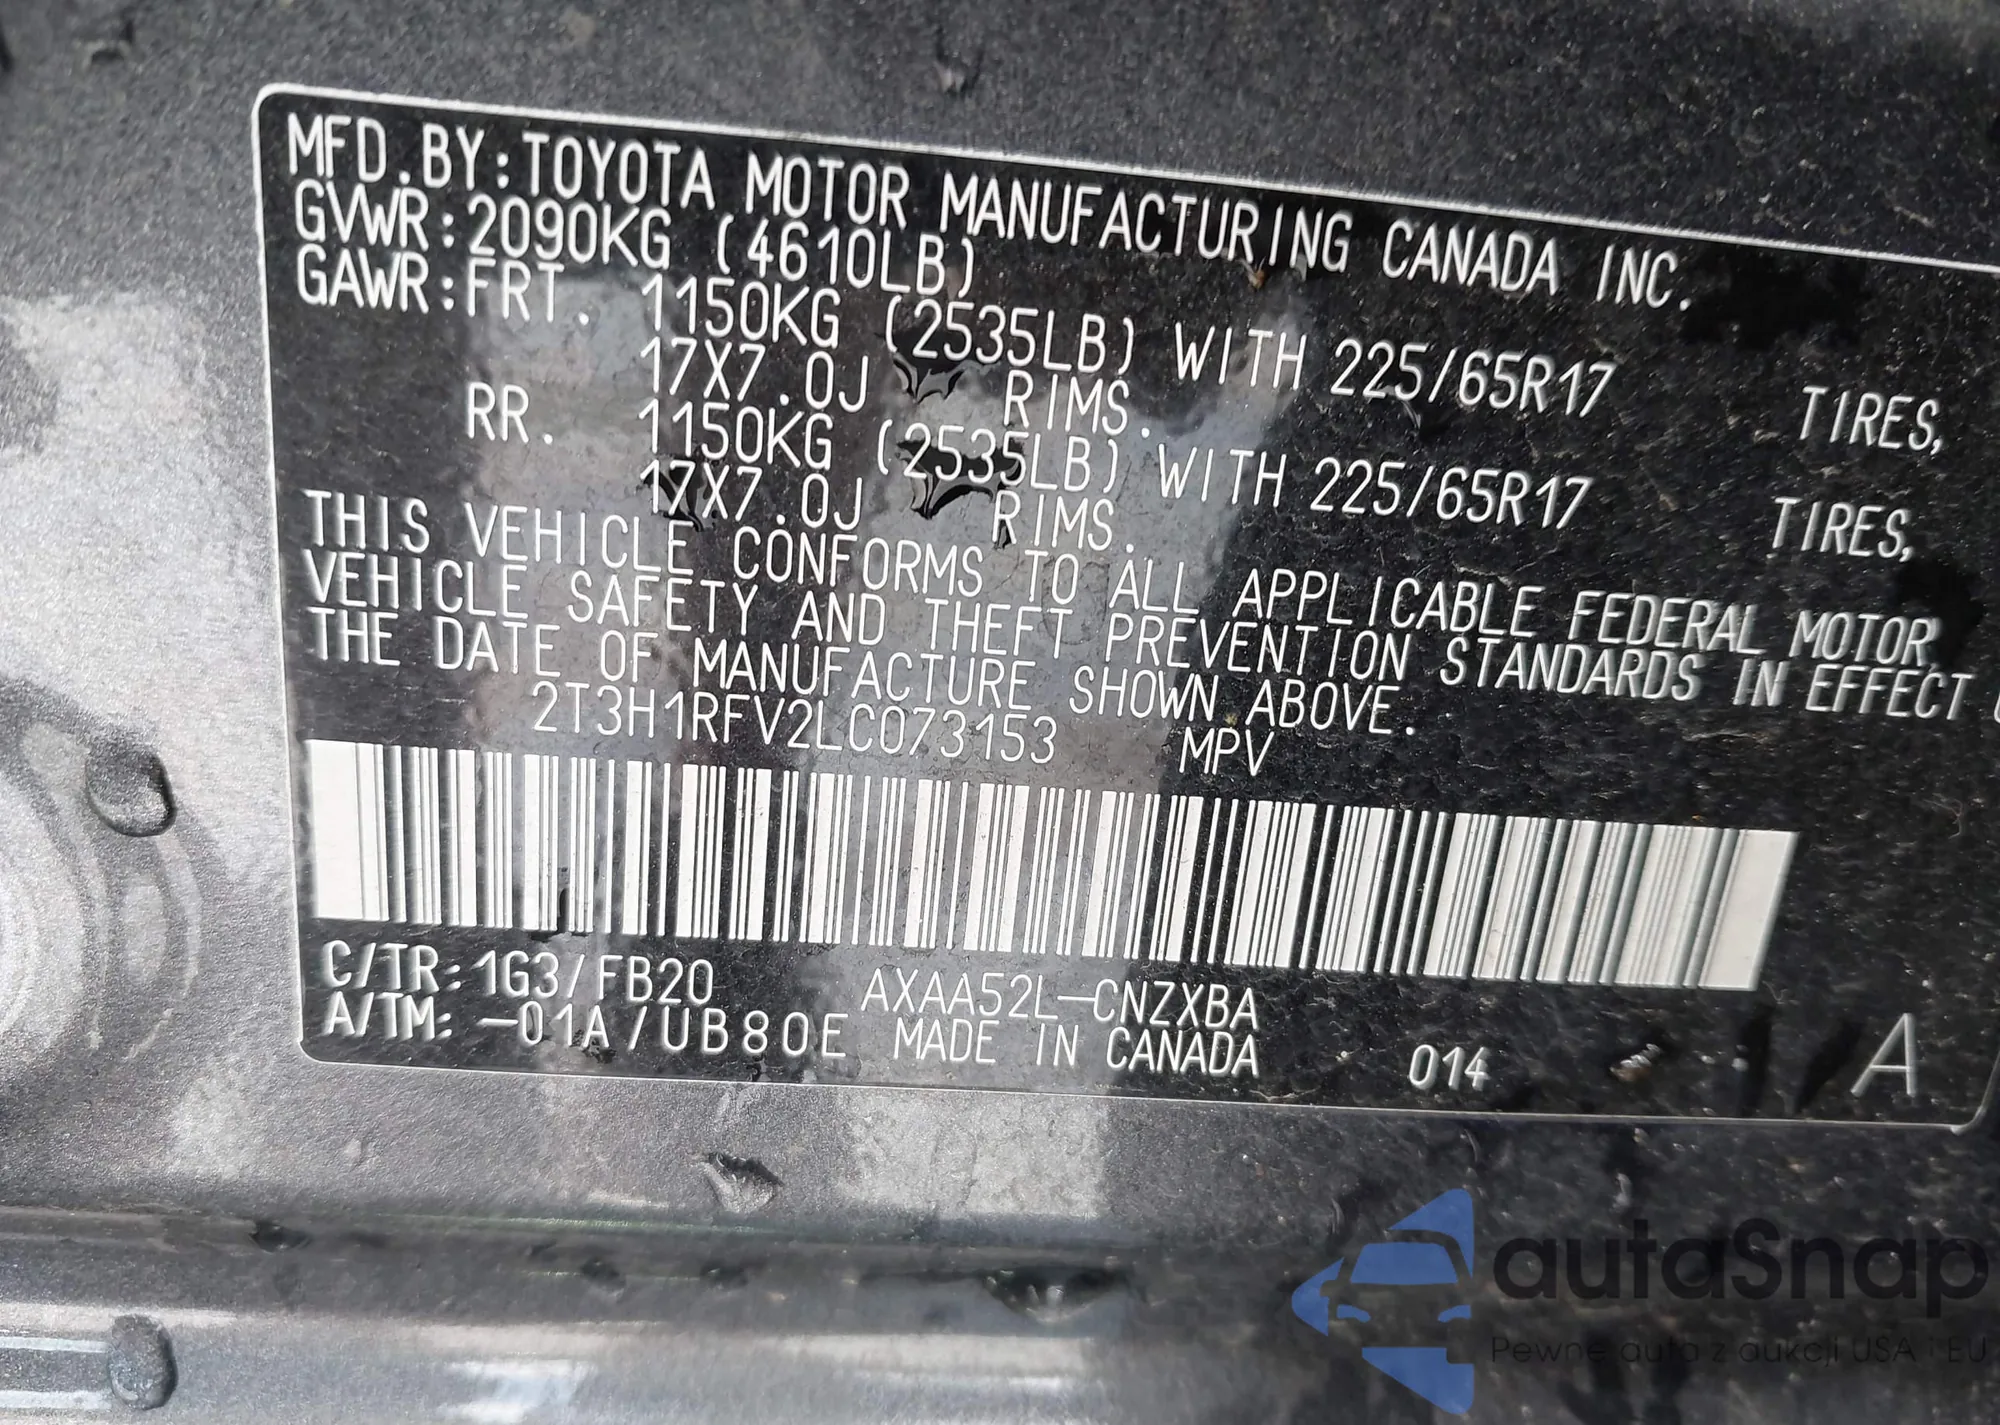 MFD.BY:TOYOTA MOTOR MANUFACTURING CANADA INC.
GVWR:2090KG (4610LB)
GAWR:FRT. 1150KG (2535LB) WITH 225/65R17 TIRES,
17X7.0J RIMS.
RR. 1150KG (2535LB) WITH 225/65R17 TIRES,
17X7.0J RIMS.
THIS VEHICLE CONFORMS TO ALL APPLICABLE FEDERAL MOTOR
VEHICLE SAFETY AND THEFT PREVENTION STANDARDS IN EFFECT
THE DATE OF MANUFACTURE SHOWN ABOVE.
2T3H1RFV2LC073153 MPV
C/TR:1G3/FB20 AXAA52L-CNZXBA
A/TM:-01A/UB80E MADE IN CANADA 014 A
autaSnap
Pewne auta z aukcji USA i EU